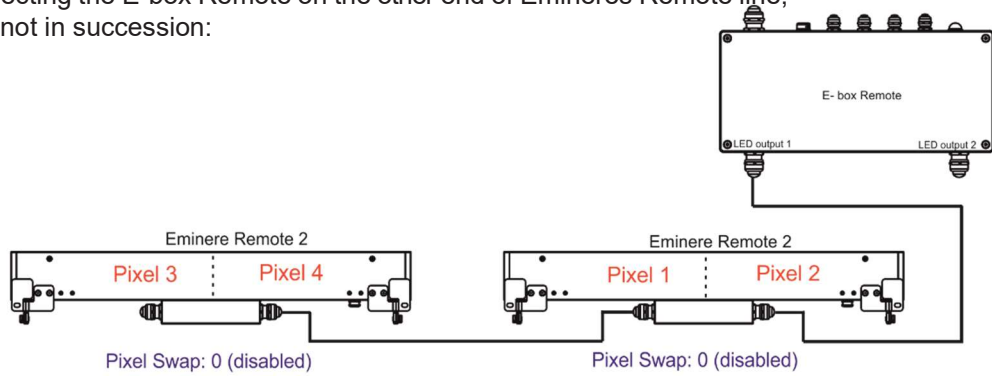 not in succession:
E- box Remote
LED output 1
LED output 2
Eminere Remote 2
Eminere Remote 2
Pixel 3
Pixel 4
Pixel 1
Pixel 2
Pixel Swap: 0 (disabled)
Pixel Swap: 0 (disabled)